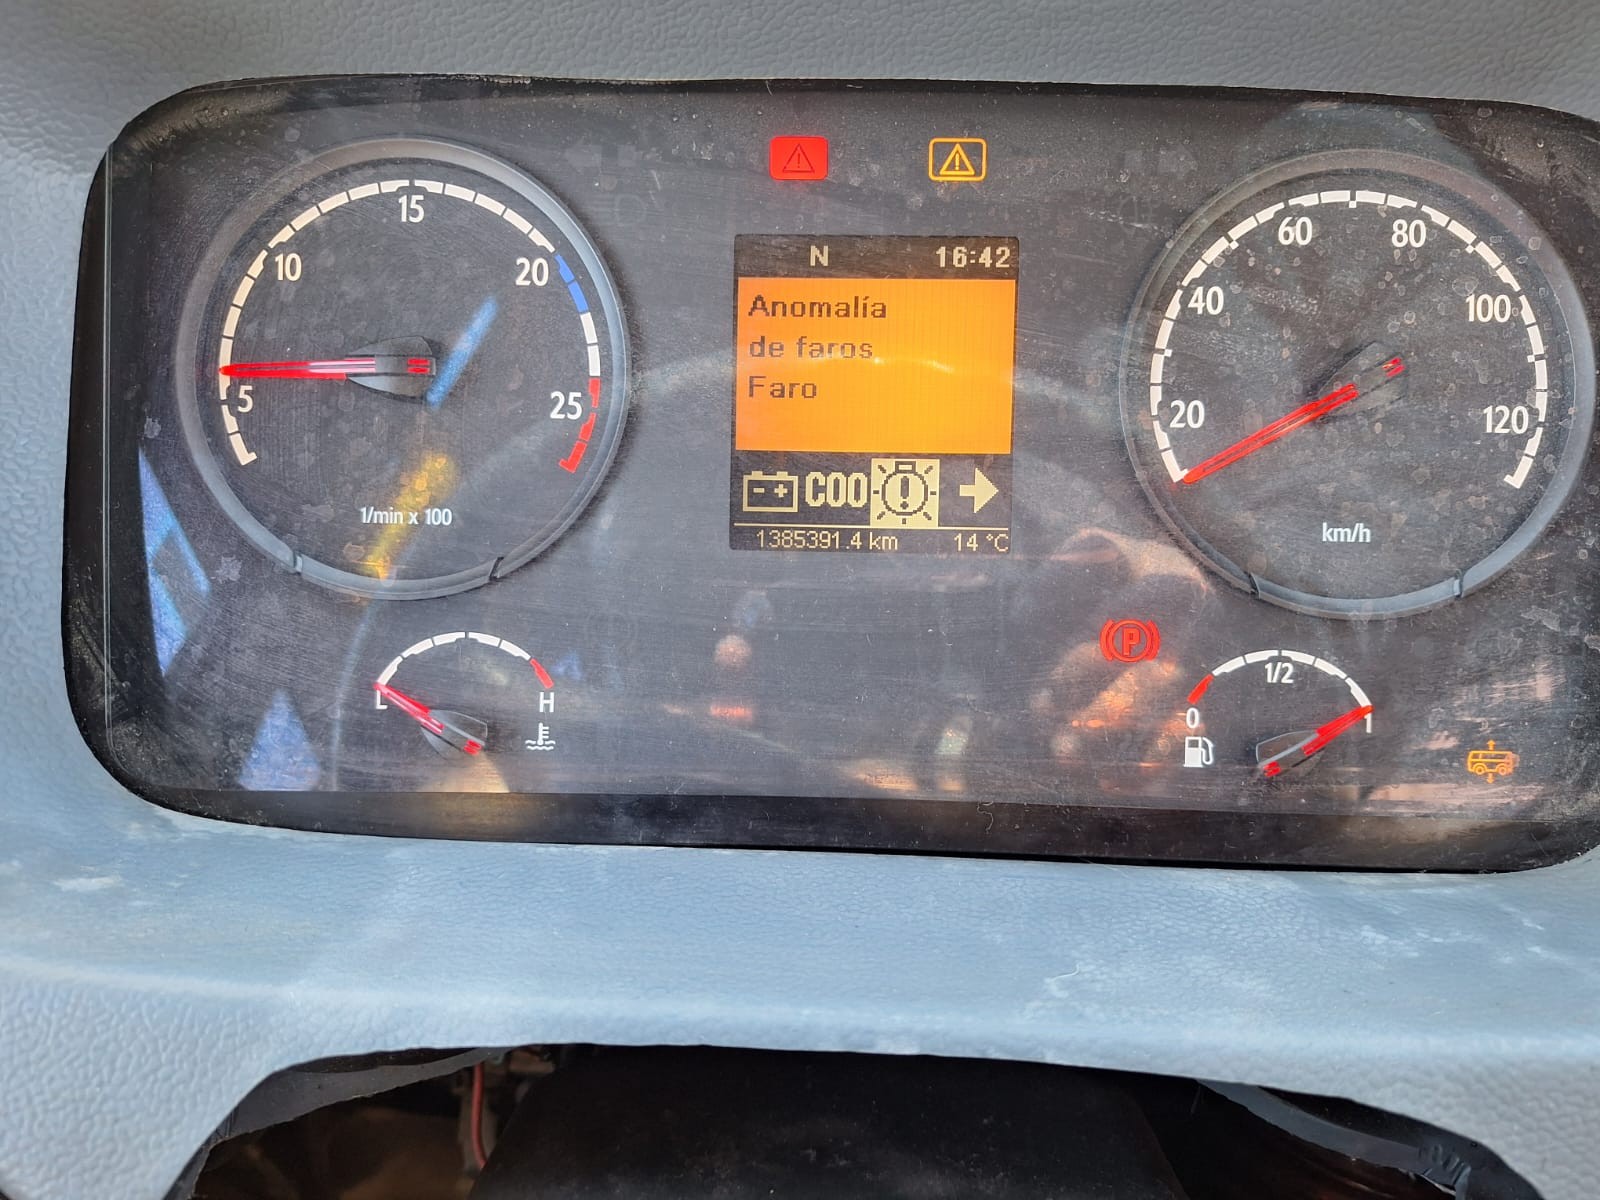 5
10
15
20
25
1/min x 100
N 16:42
Anomalía
de faros
Faro
COO
1385391.4 km 14 °C
20
40
60
80
100
120
km/h
L
H
P
0
1/2
1